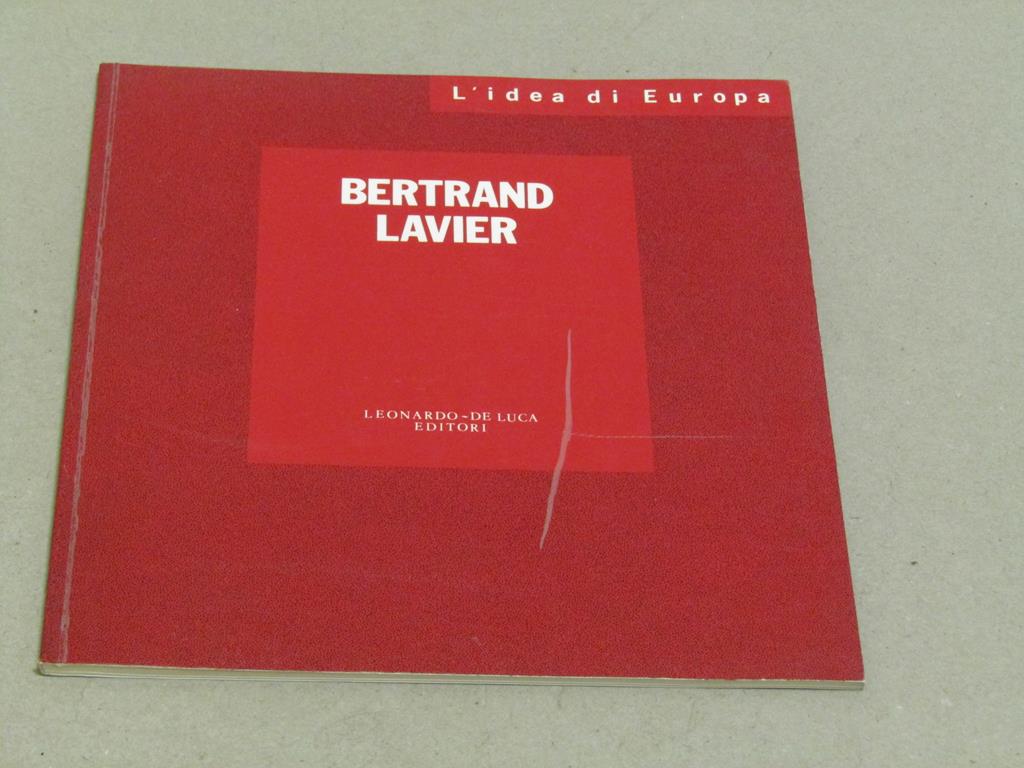 L'idea di Europa
BERTRAND
LAVIER
LEONARDO-DE LUCA
EDITORI